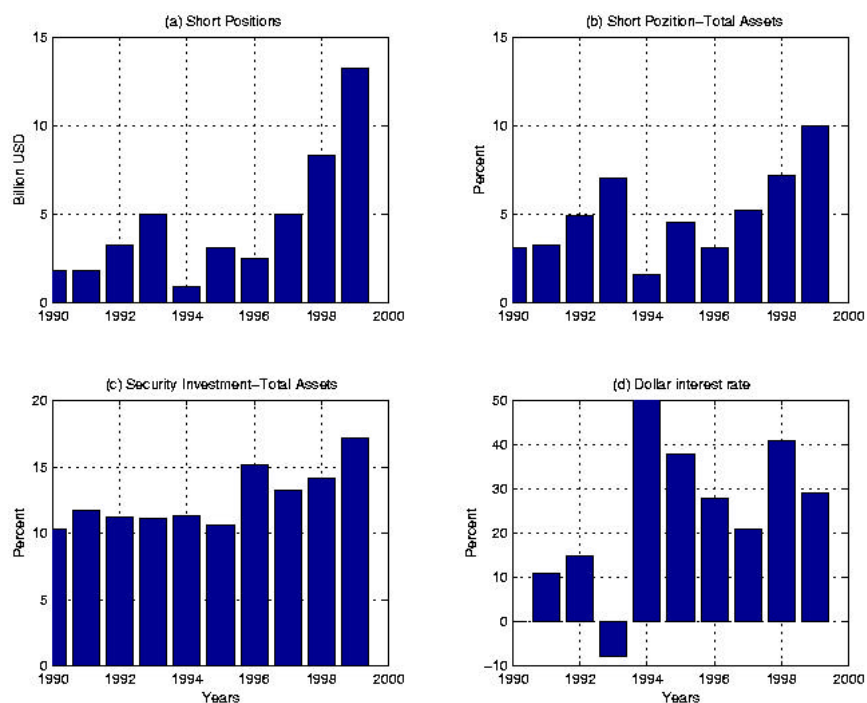 (a) Short Positions
15
10
5
0
Billion USD
1990 1992 1994 1996 1998 2000
(b) Short Pozition–Total Assets
15
10
5
0
Percent
1990 1992 1994 1996 1998 2000
(c) Security Investment–Total Assets
20
15
10
5
0
Percent
1990 1992 1994 1996 1998 2000
Years
(d) Dollar interest rate
50
40
30
20
10
0
−10
Percent
1990 1992 1994 1996 1998 2000
Years